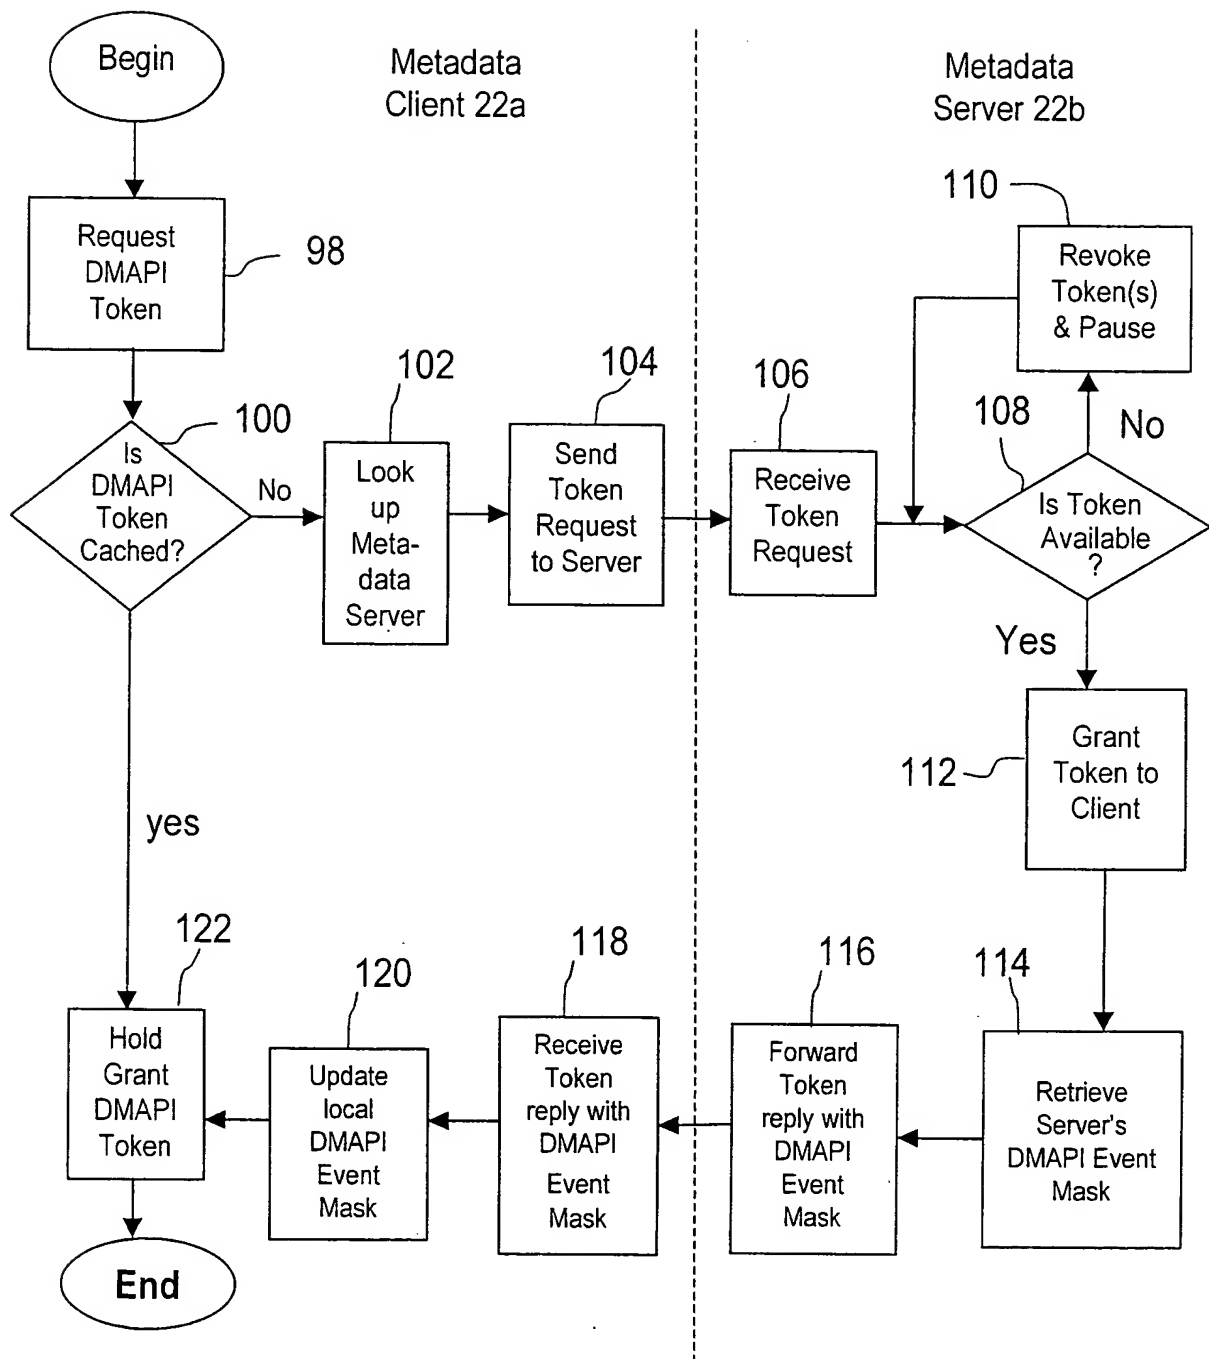 Begin
Metadata
Client 22a
Metadata
Server 22b
Request
DMAPI
Token
98
110
Revoke
Token(s)
& Pause
100
Is
DMAPI
Token
Cached?
No
102
Look
up
Meta-
data
Server
104
Send
Token
Request
to Server
106
Receive
Token
Request
108
No
Is Token
Available
?
Yes
112
Grant
Token to
Client
yes
122
Hold
Grant
DMAPI
Token
120
Update
local
DMAPI
Event
Mask
118
Receive
Token
reply with
DMAPI
Event
Mask
116
Forward
Token
reply with
DMAPI
Event
Mask
114
Retrieve
Server's
DMAPI Event
Mask
End